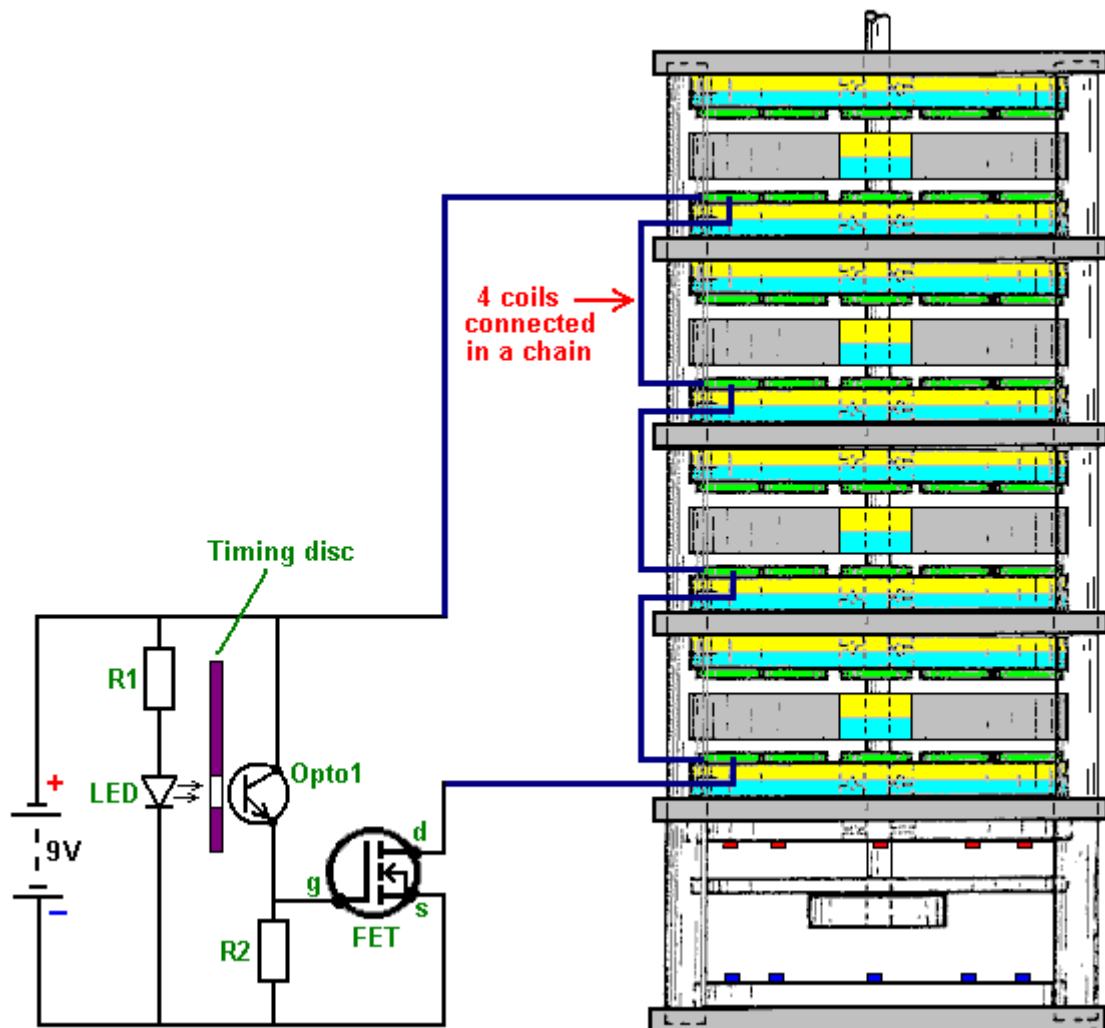 4 coils
connected
in a chain
Timing disc
R1
LED
Opto1
+
9V
−
d
g
s
FET
R2